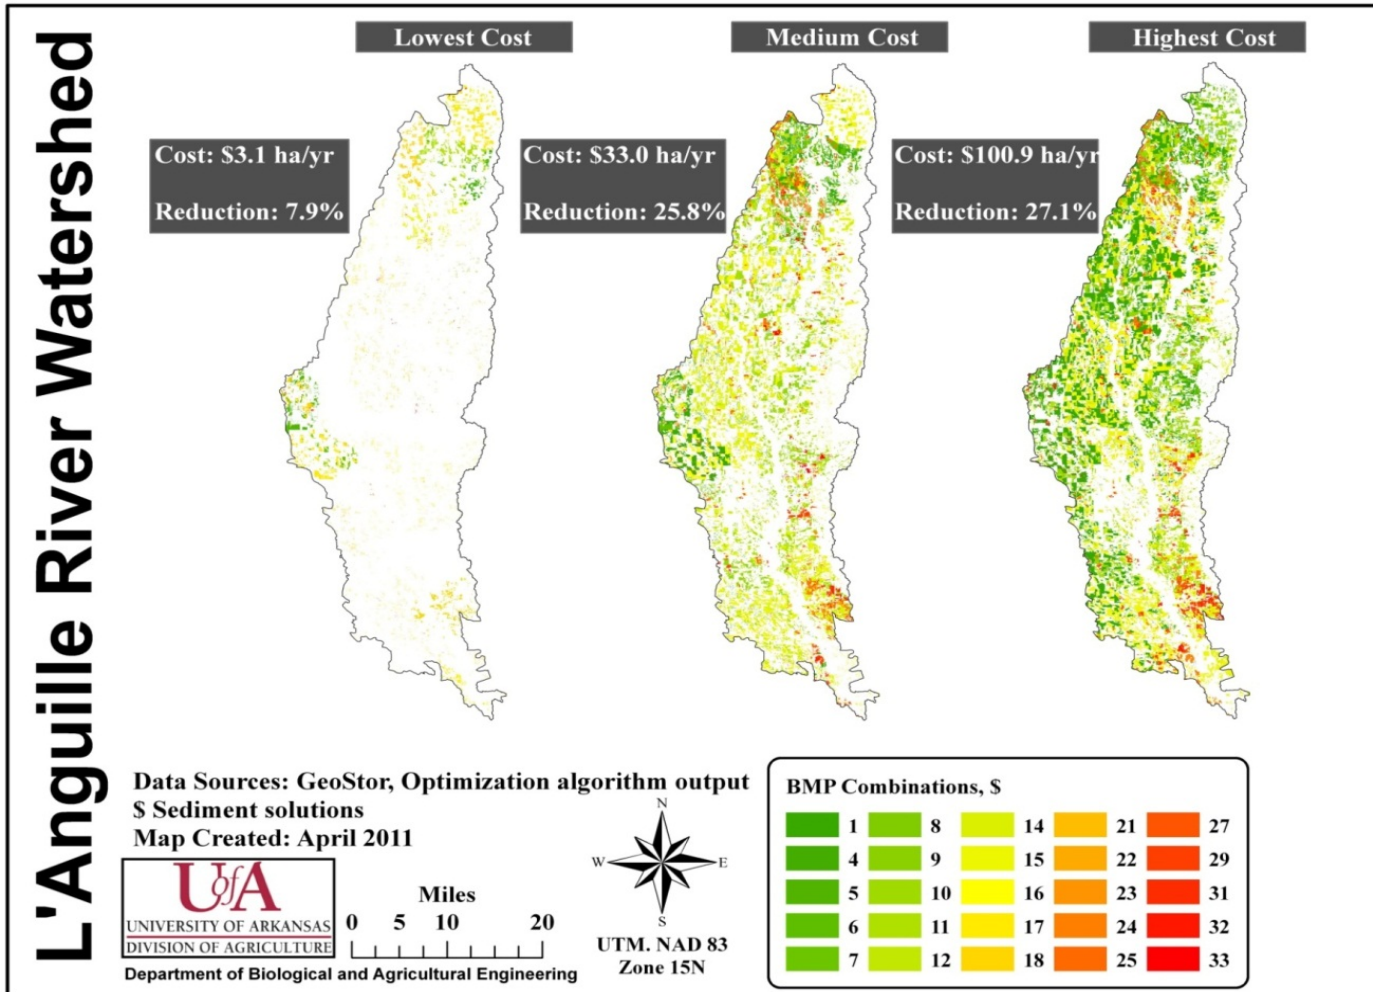 L'Anguille River Watershed
Lowest Cost
Medium Cost
Highest Cost
Cost: $3.1 ha/yr
Reduction: 7.9%
Cost: $33.0 ha/yr
Reduction: 25.8%
Cost: $100.9 ha/yr
Reduction: 27.1%
Data Sources: GeoStor, Optimization algorithm output
$ Sediment solutions
Map Created: April 2011
UofA
UNIVERSITY OF ARKANSAS
DIVISION OF AGRICULTURE
Miles
0 5 10 20
Department of Biological and Agricultural Engineering
N
W E
S
UTM. NAD 83
Zone 15N
BMP Combinations, $
1 8 14 21 27
4 9 15 22 29
5 10 16 23 31
6 11 17 24 32
7 12 18 25 33